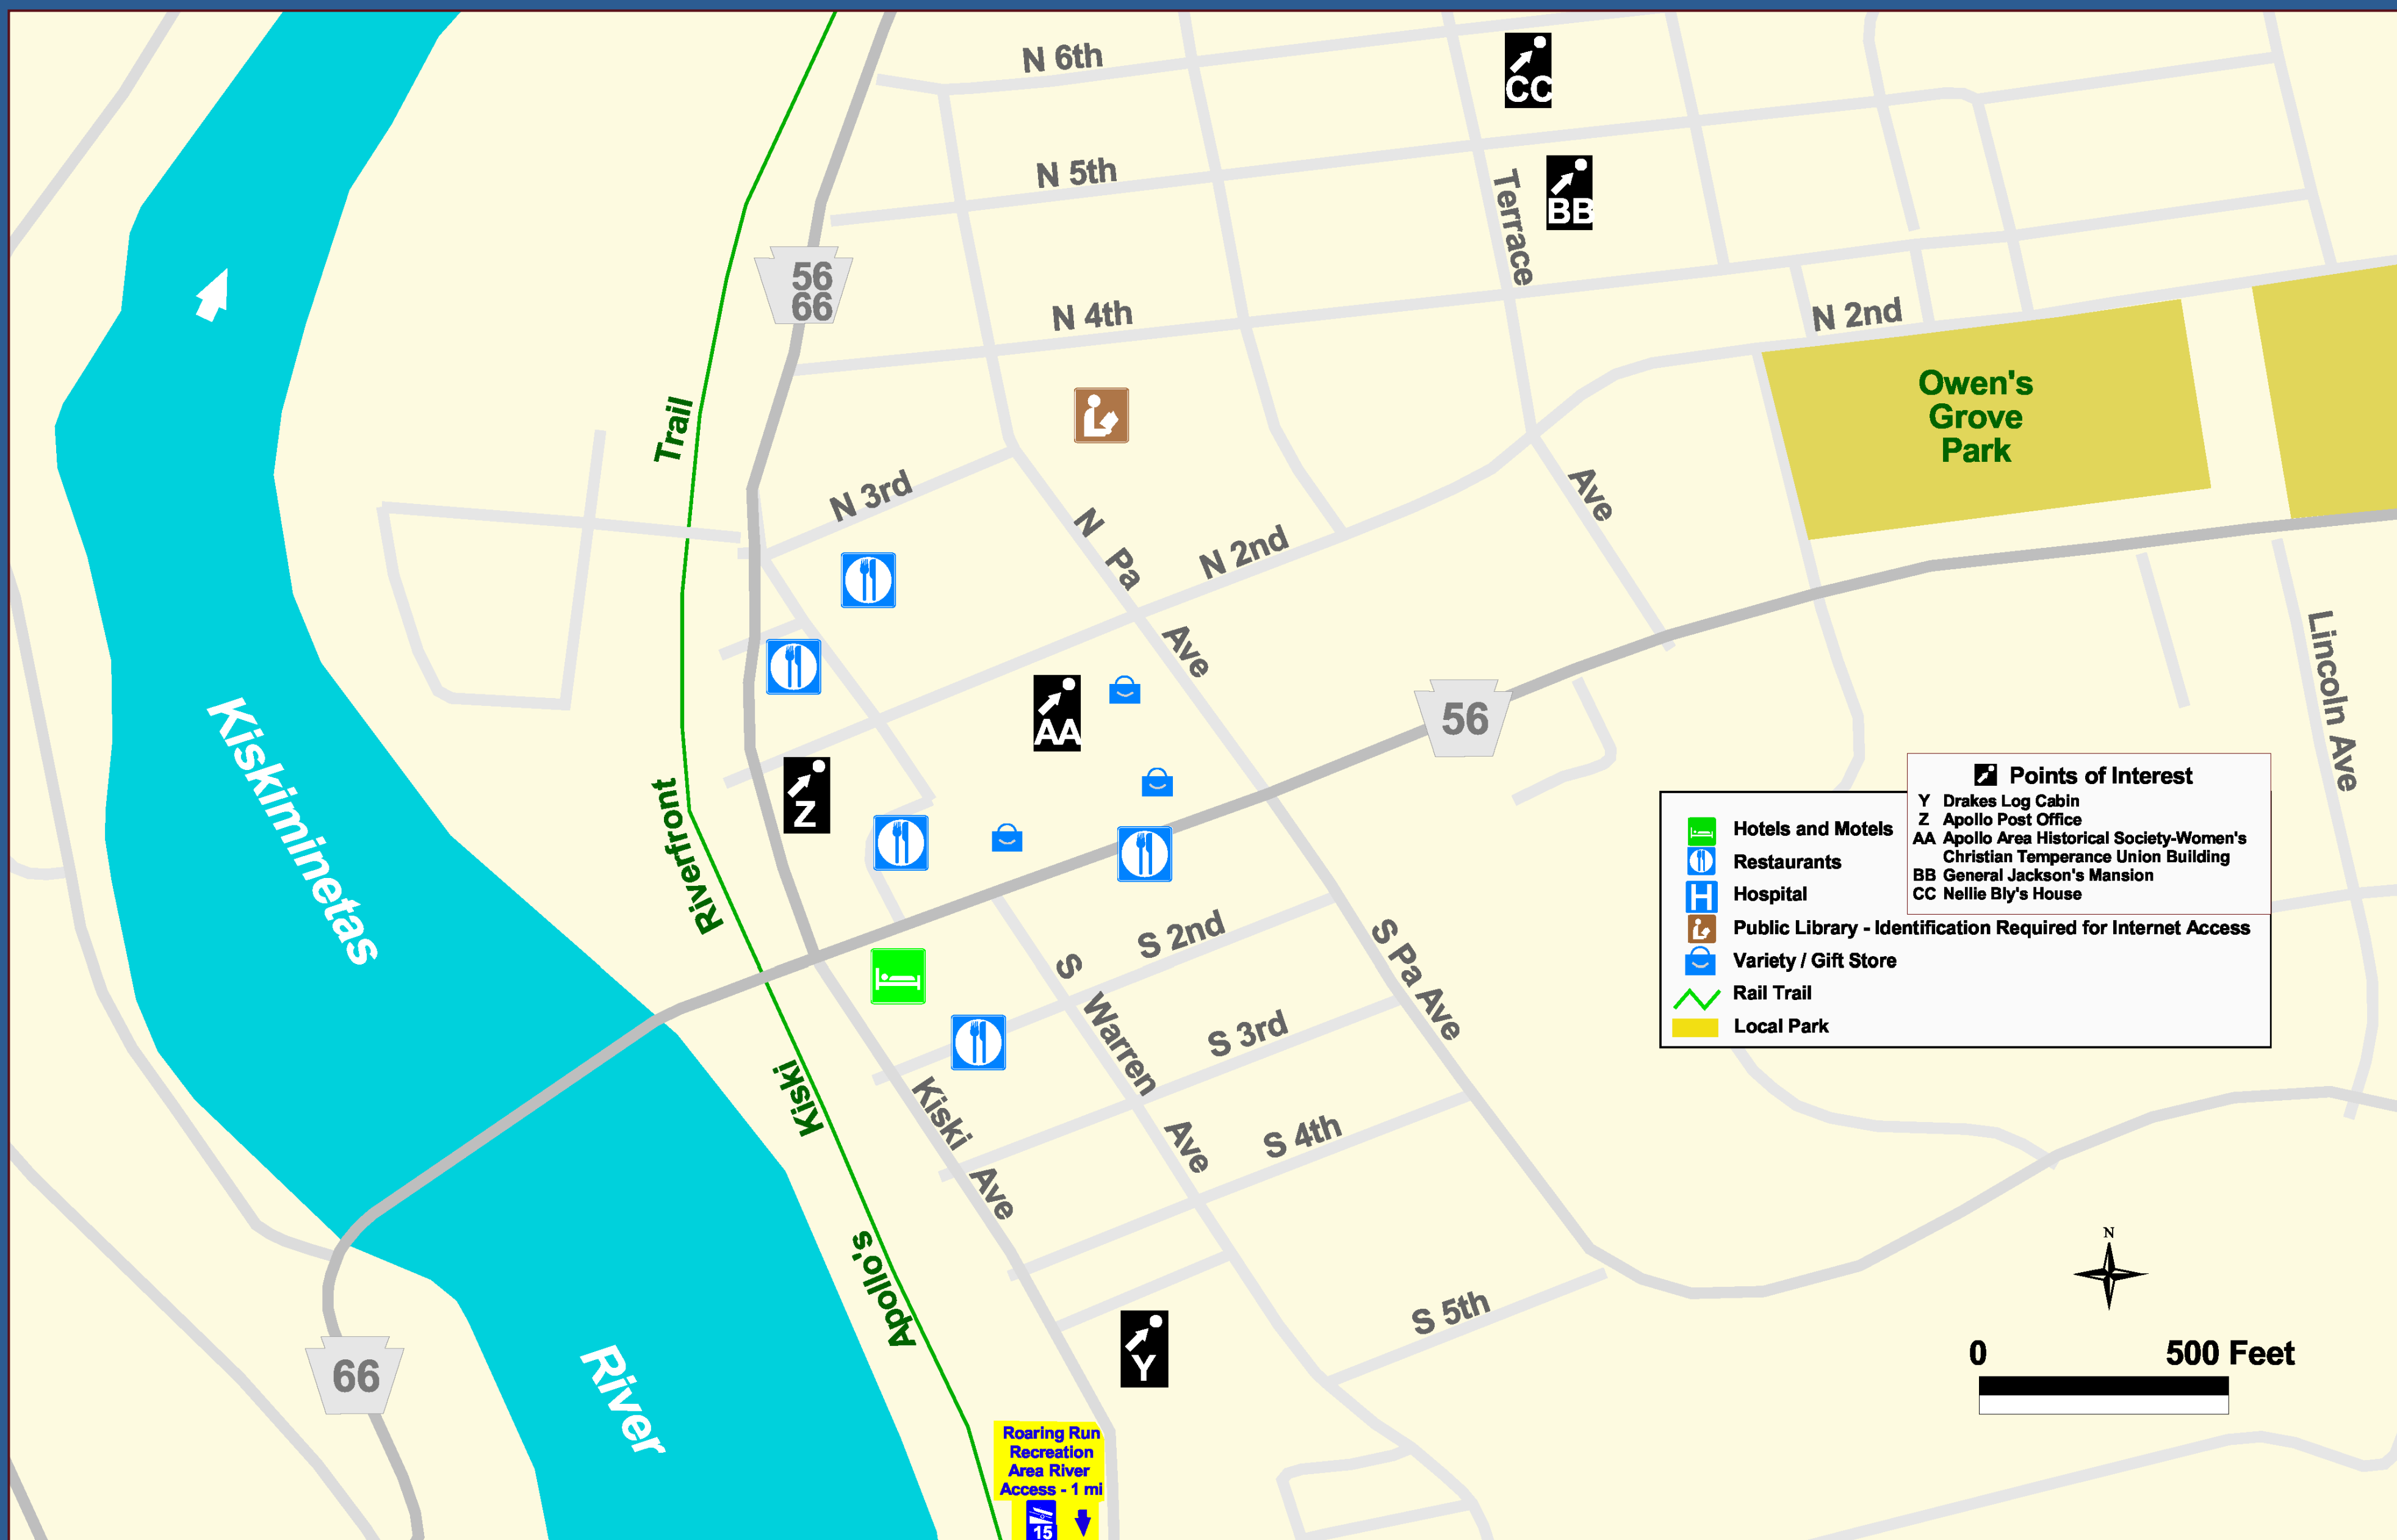 N 6th
CC
N 5th
BB
Terrace
56
66
N 4th
N 2nd
Owen's
Grove
Park
Trail
N 3rd
N Pa Ave
N 2nd
Ave
Lincoln Ave
AA
56
Z
Kiskiminetas
Riverfront
S 2nd
S Pa Ave
S Warren Ave
S 3rd
Kiski
Kiski Ave
S 4th
Apollo's
S 5th
Y
66
River
Roaring Run
Recreation
Area River
Access - 1 mi
15
Points of Interest
Y Drakes Log Cabin
Z Apollo Post Office
AA Apollo Area Historical Society-Women's
Christian Temperance Union Building
BB General Jackson's Mansion
CC Nellie Bly's House
Hotels and Motels
Restaurants
H Hospital
Public Library - Identification Required for Internet Access
Variety / Gift Store
Rail Trail
Local Park
N
0 500 Feet